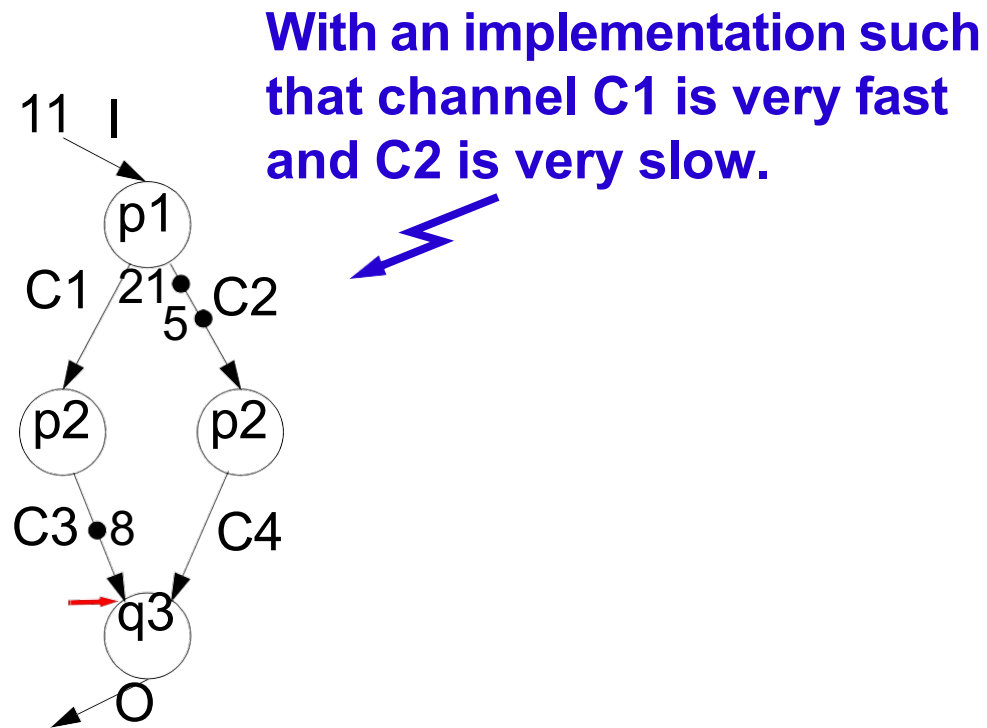 With an implementation such
that channel C1 is very fast
and C2 is very slow.
11 I
p1
C1 21 C2
5
p2 p2
C3 8 C4
q3
O